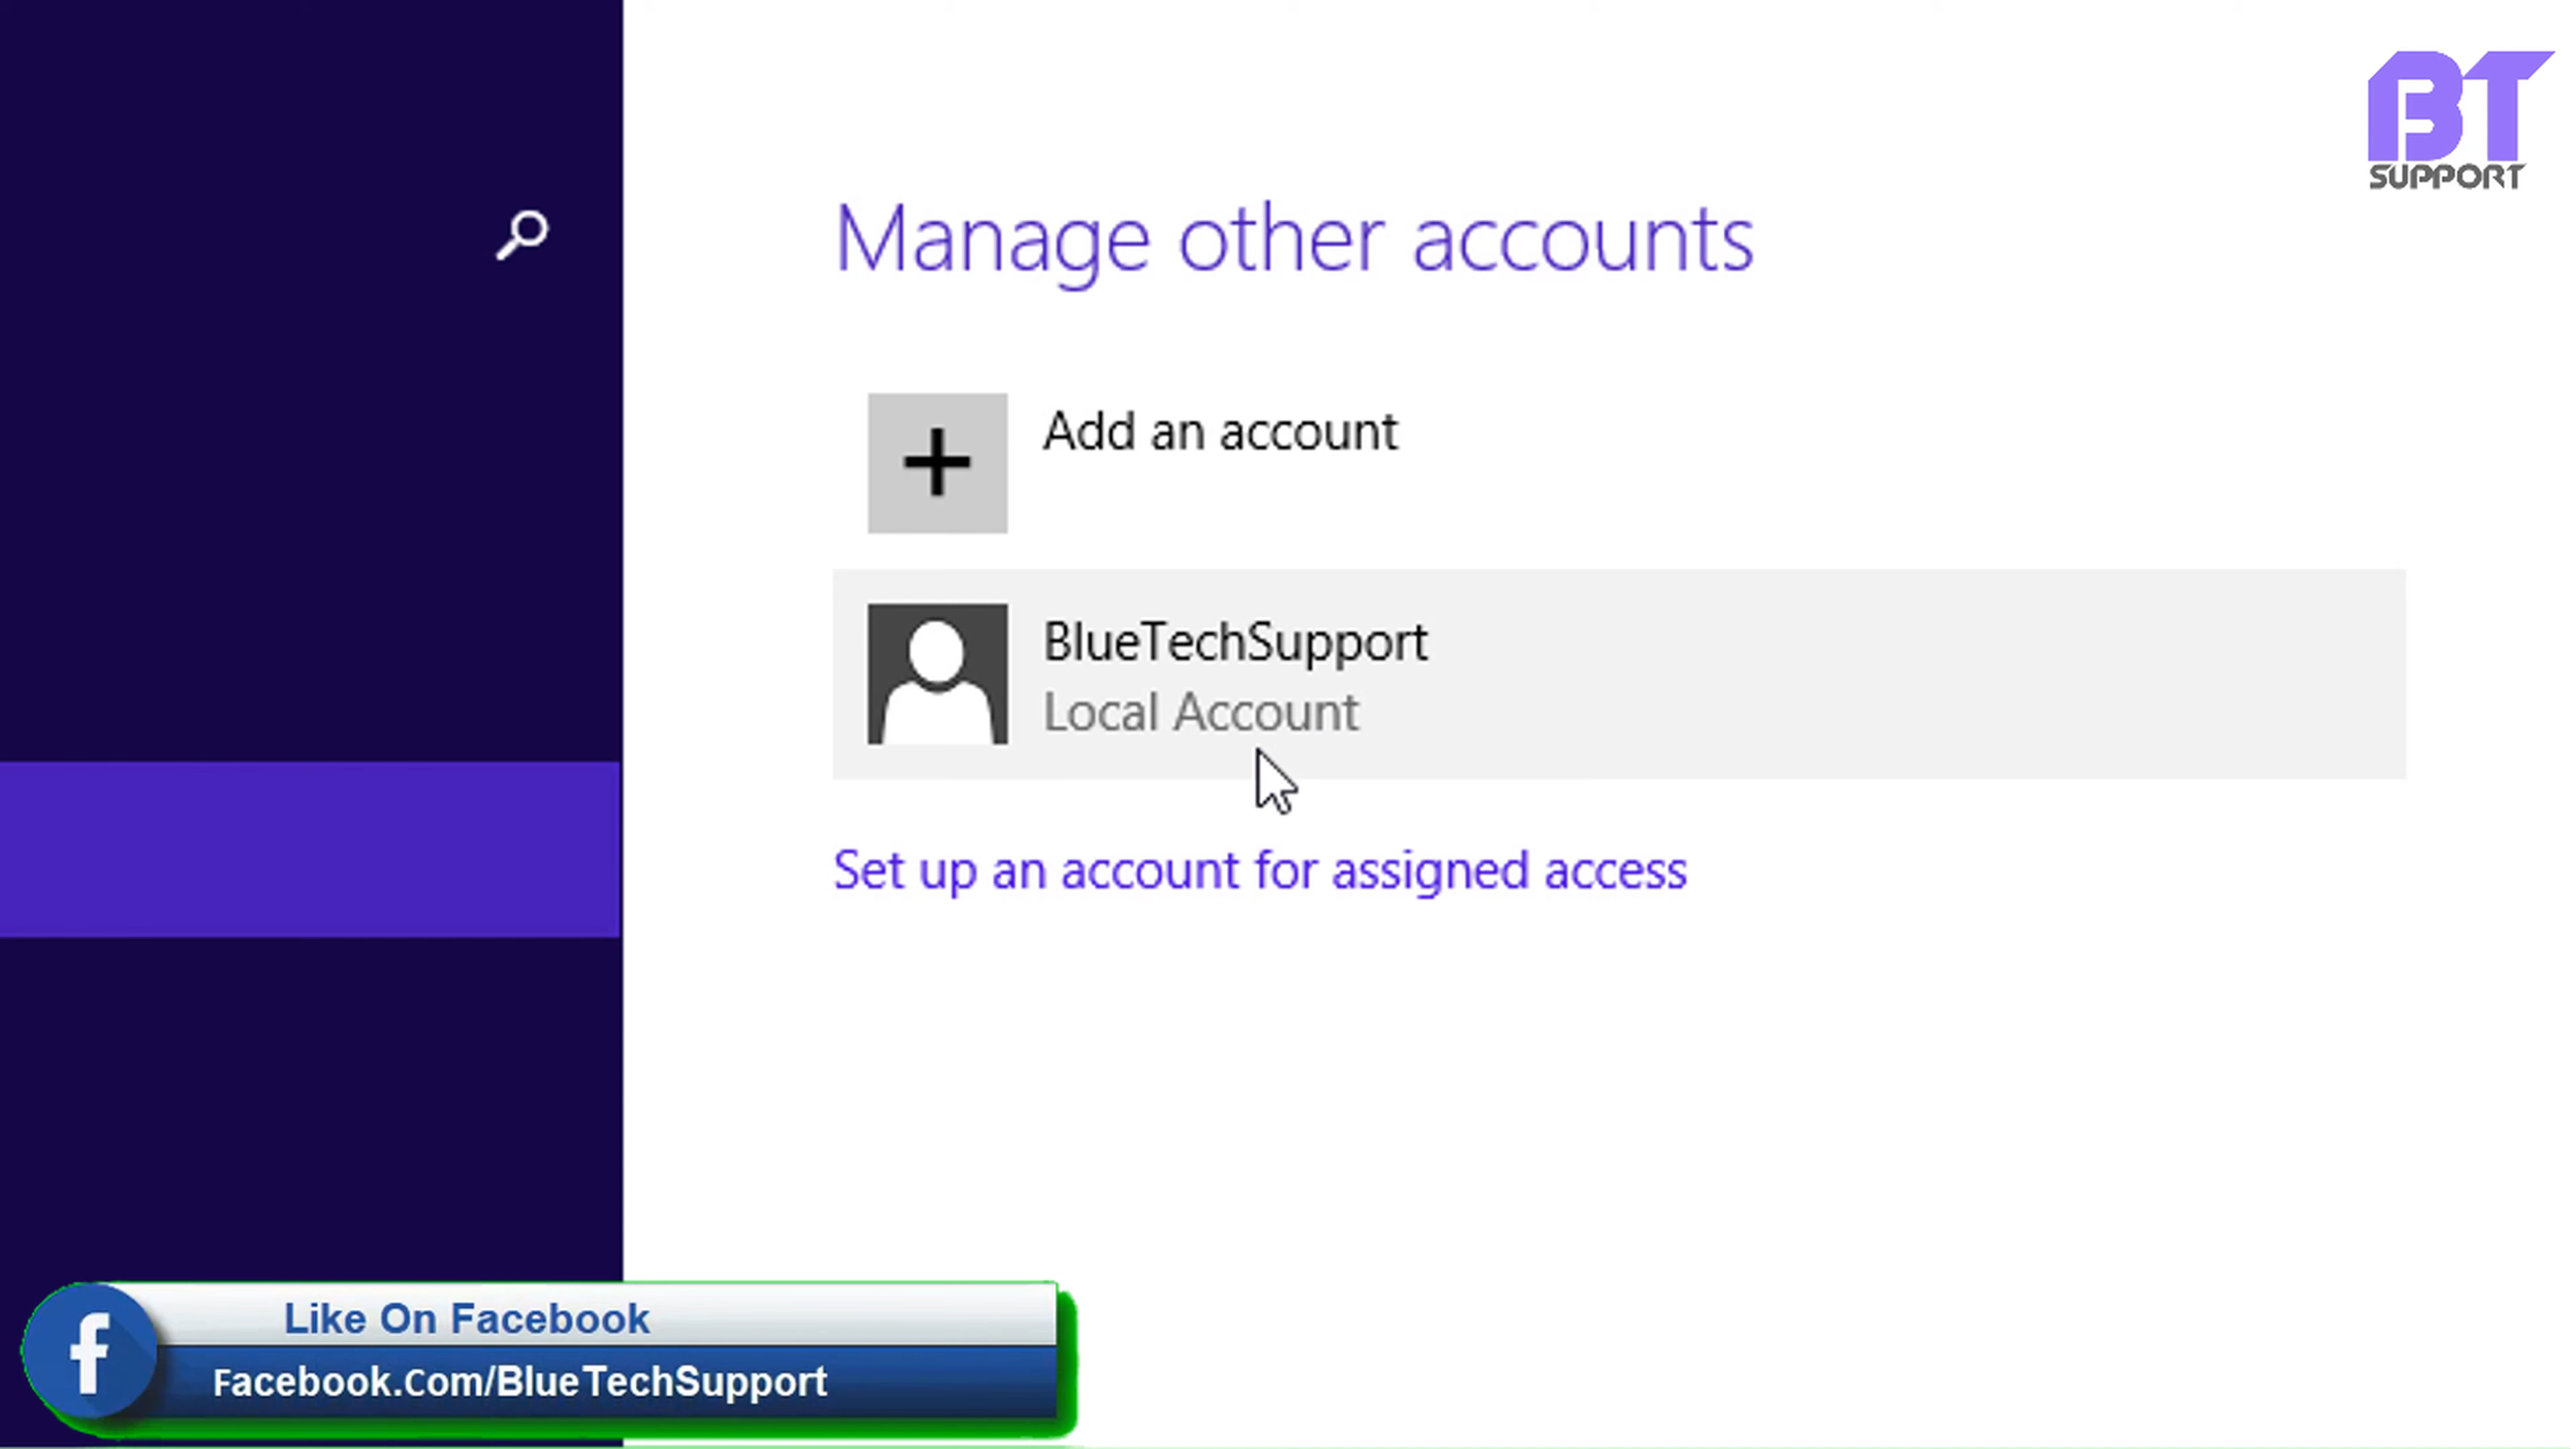 BT
SUPPORT
Manage other accounts
Add an account
BlueTechSupport
Local Account
Set up an account for assigned access
Like On Facebook
Facebook.Com/BlueTechSupport